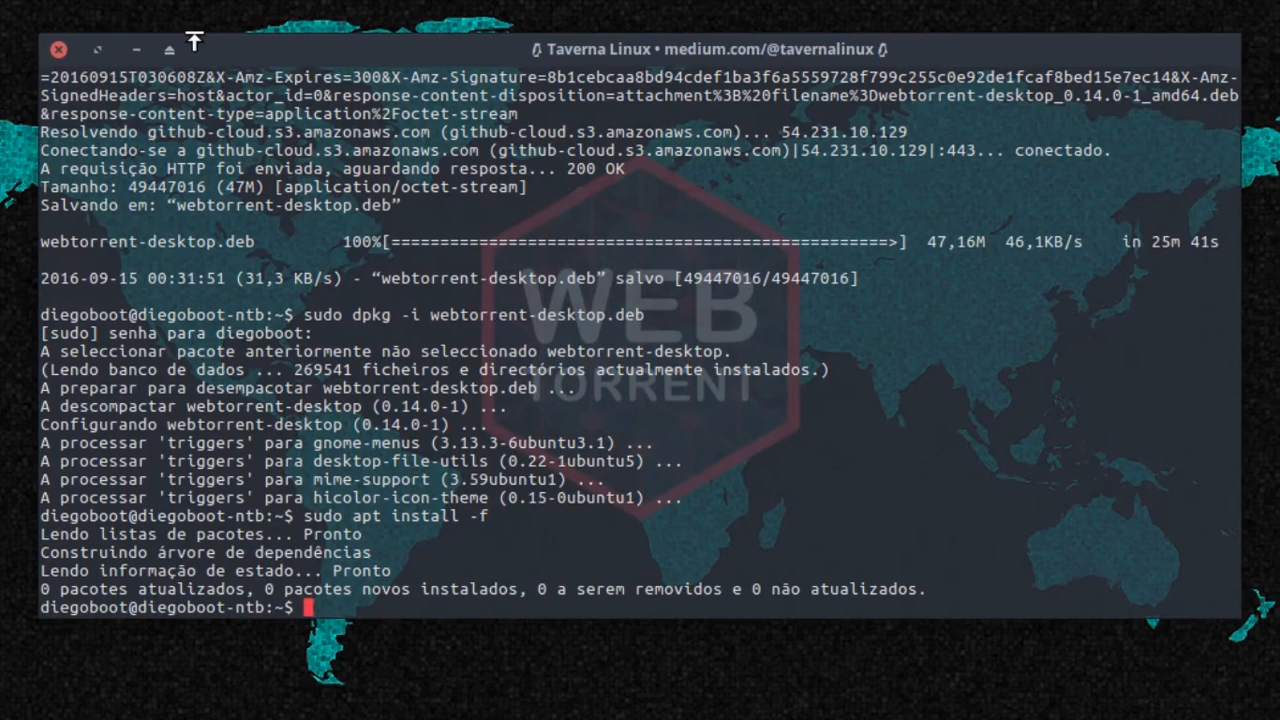 Taverna Linux • medium.com/@tavernalinux
=20160915T030608Z&X-Amz-Expires=300&X-Amz-Signature=8b1cebcaa8bd94cdef1ba3f6a5559728f799c255c0e92de1fcaf8bed15e7ec14&X-Amz-
SignedHeaders=host&actor_id=0&response-content-disposition=attachment%3B%20filename%3Dwebtorrent-desktop_0.14.0-1_amd64.deb
&response-content-type=application%2Foctet-stream
Resolvendo github-cloud.s3.amazonaws.com (github-cloud.s3.amazonaws.com)... 54.231.10.129
Conectando-se a github-cloud.s3.amazonaws.com (github-cloud.s3.amazonaws.com)|54.231.10.129|:443... conectado.
A requisição HTTP foi enviada, aguardando resposta... 200 OK
Tamanho: 49447016 (47M) [application/octet-stream]
Salvando em: “webtorrent-desktop.deb”
webtorrent-desktop.deb 100%[===================================================>] 47,16M 46,1KB/s in 25m 41s
2016-09-15 00:31:51 (31,3 KB/s) - “webtorrent-desktop.deb” salvo [49447016/49447016]
diegoboot@diegoboot-ntb:~$ sudo dpkg -i webtorrent-desktop.deb
[sudo] senha para diegoboot:
A seleccionar pacote anteriormente não seleccionado webtorrent-desktop.
(Lendo banco de dados ... 269541 ficheiros e directórios actualmente instalados.)
A preparar para desempacotar webtorrent-desktop.deb ...
A descompactar webtorrent-desktop (0.14.0-1) ...
Configurando webtorrent-desktop (0.14.0-1) ...
A processar 'triggers' para gnome-menus (3.13.3-6ubuntu3.1) ...
A processar 'triggers' para desktop-file-utils (0.22-1ubuntu5) ...
A processar 'triggers' para mime-support (3.59ubuntu1) ...
A processar 'triggers' para hicolor-icon-theme (0.15-0ubuntu1) ...
diegoboot@diegoboot-ntb:~$ sudo apt install -f
Lendo listas de pacotes... Pronto
Construindo árvore de dependências
Lendo informação de estado... Pronto
0 pacotes atualizados, 0 pacotes novos instalados, 0 a serem removidos e 0 não atualizados.
diegoboot@diegoboot-ntb:~$
WEB
TORRENT